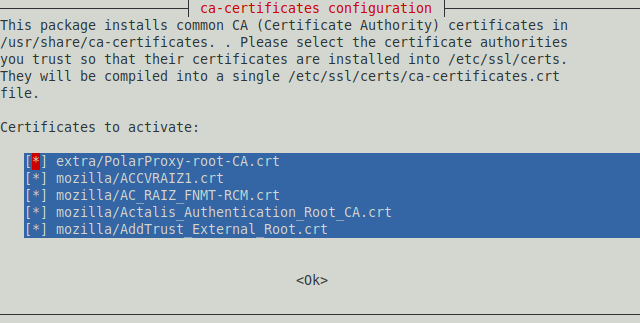 ca-certificates configuration
This package installs common CA (Certificate Authority) certificates in
/usr/share/ca-certificates. . Please select the certificate authorities
you trust so that their certificates are installed into /etc/ssl/certs.
They will be compiled into a single /etc/ssl/certs/ca-certificates.crt
file.
Certificates to activate:
[*] extra/PolarProxy-root-CA.crt
[*] mozilla/ACCVRAIZ1.crt
[*] mozilla/AC_RAIZ_FNMT-RCM.crt
[*] mozilla/Actalis_Authentication_Root_CA.crt
[*] mozilla/AddTrust_External_Root.crt
<Ok>